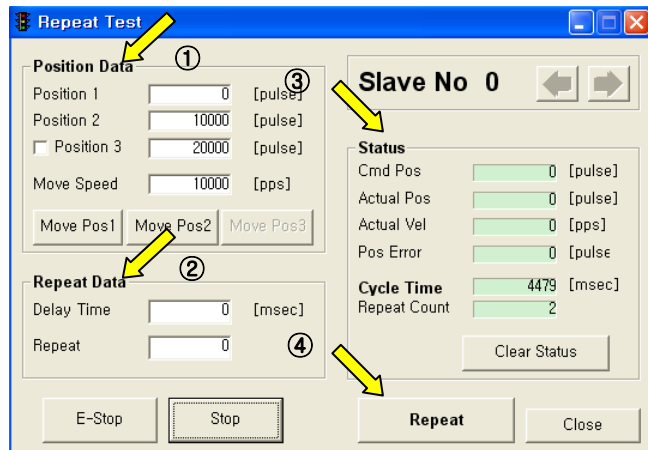 Repeat Test
①
Position Data
Position 1 0 [pulse]
Position 2 10000 [pulse]
Position 3 20000 [pulse]
Move Speed 10000 [pps]
Move Pos1 Move Pos2 Move Pos3
②
Repeat Data
Delay Time 0 [msec]
Repeat 0
E-Stop Stop
③
Slave No 0
Status
Cmd Pos 0 [pulse]
Actual Pos 0 [pulse]
Actual Vel 0 [pps]
Pos Error 0 [pulse
Cycle Time 4479 [msec]
Repeat Count 2
Clear Status
④
Repeat Close